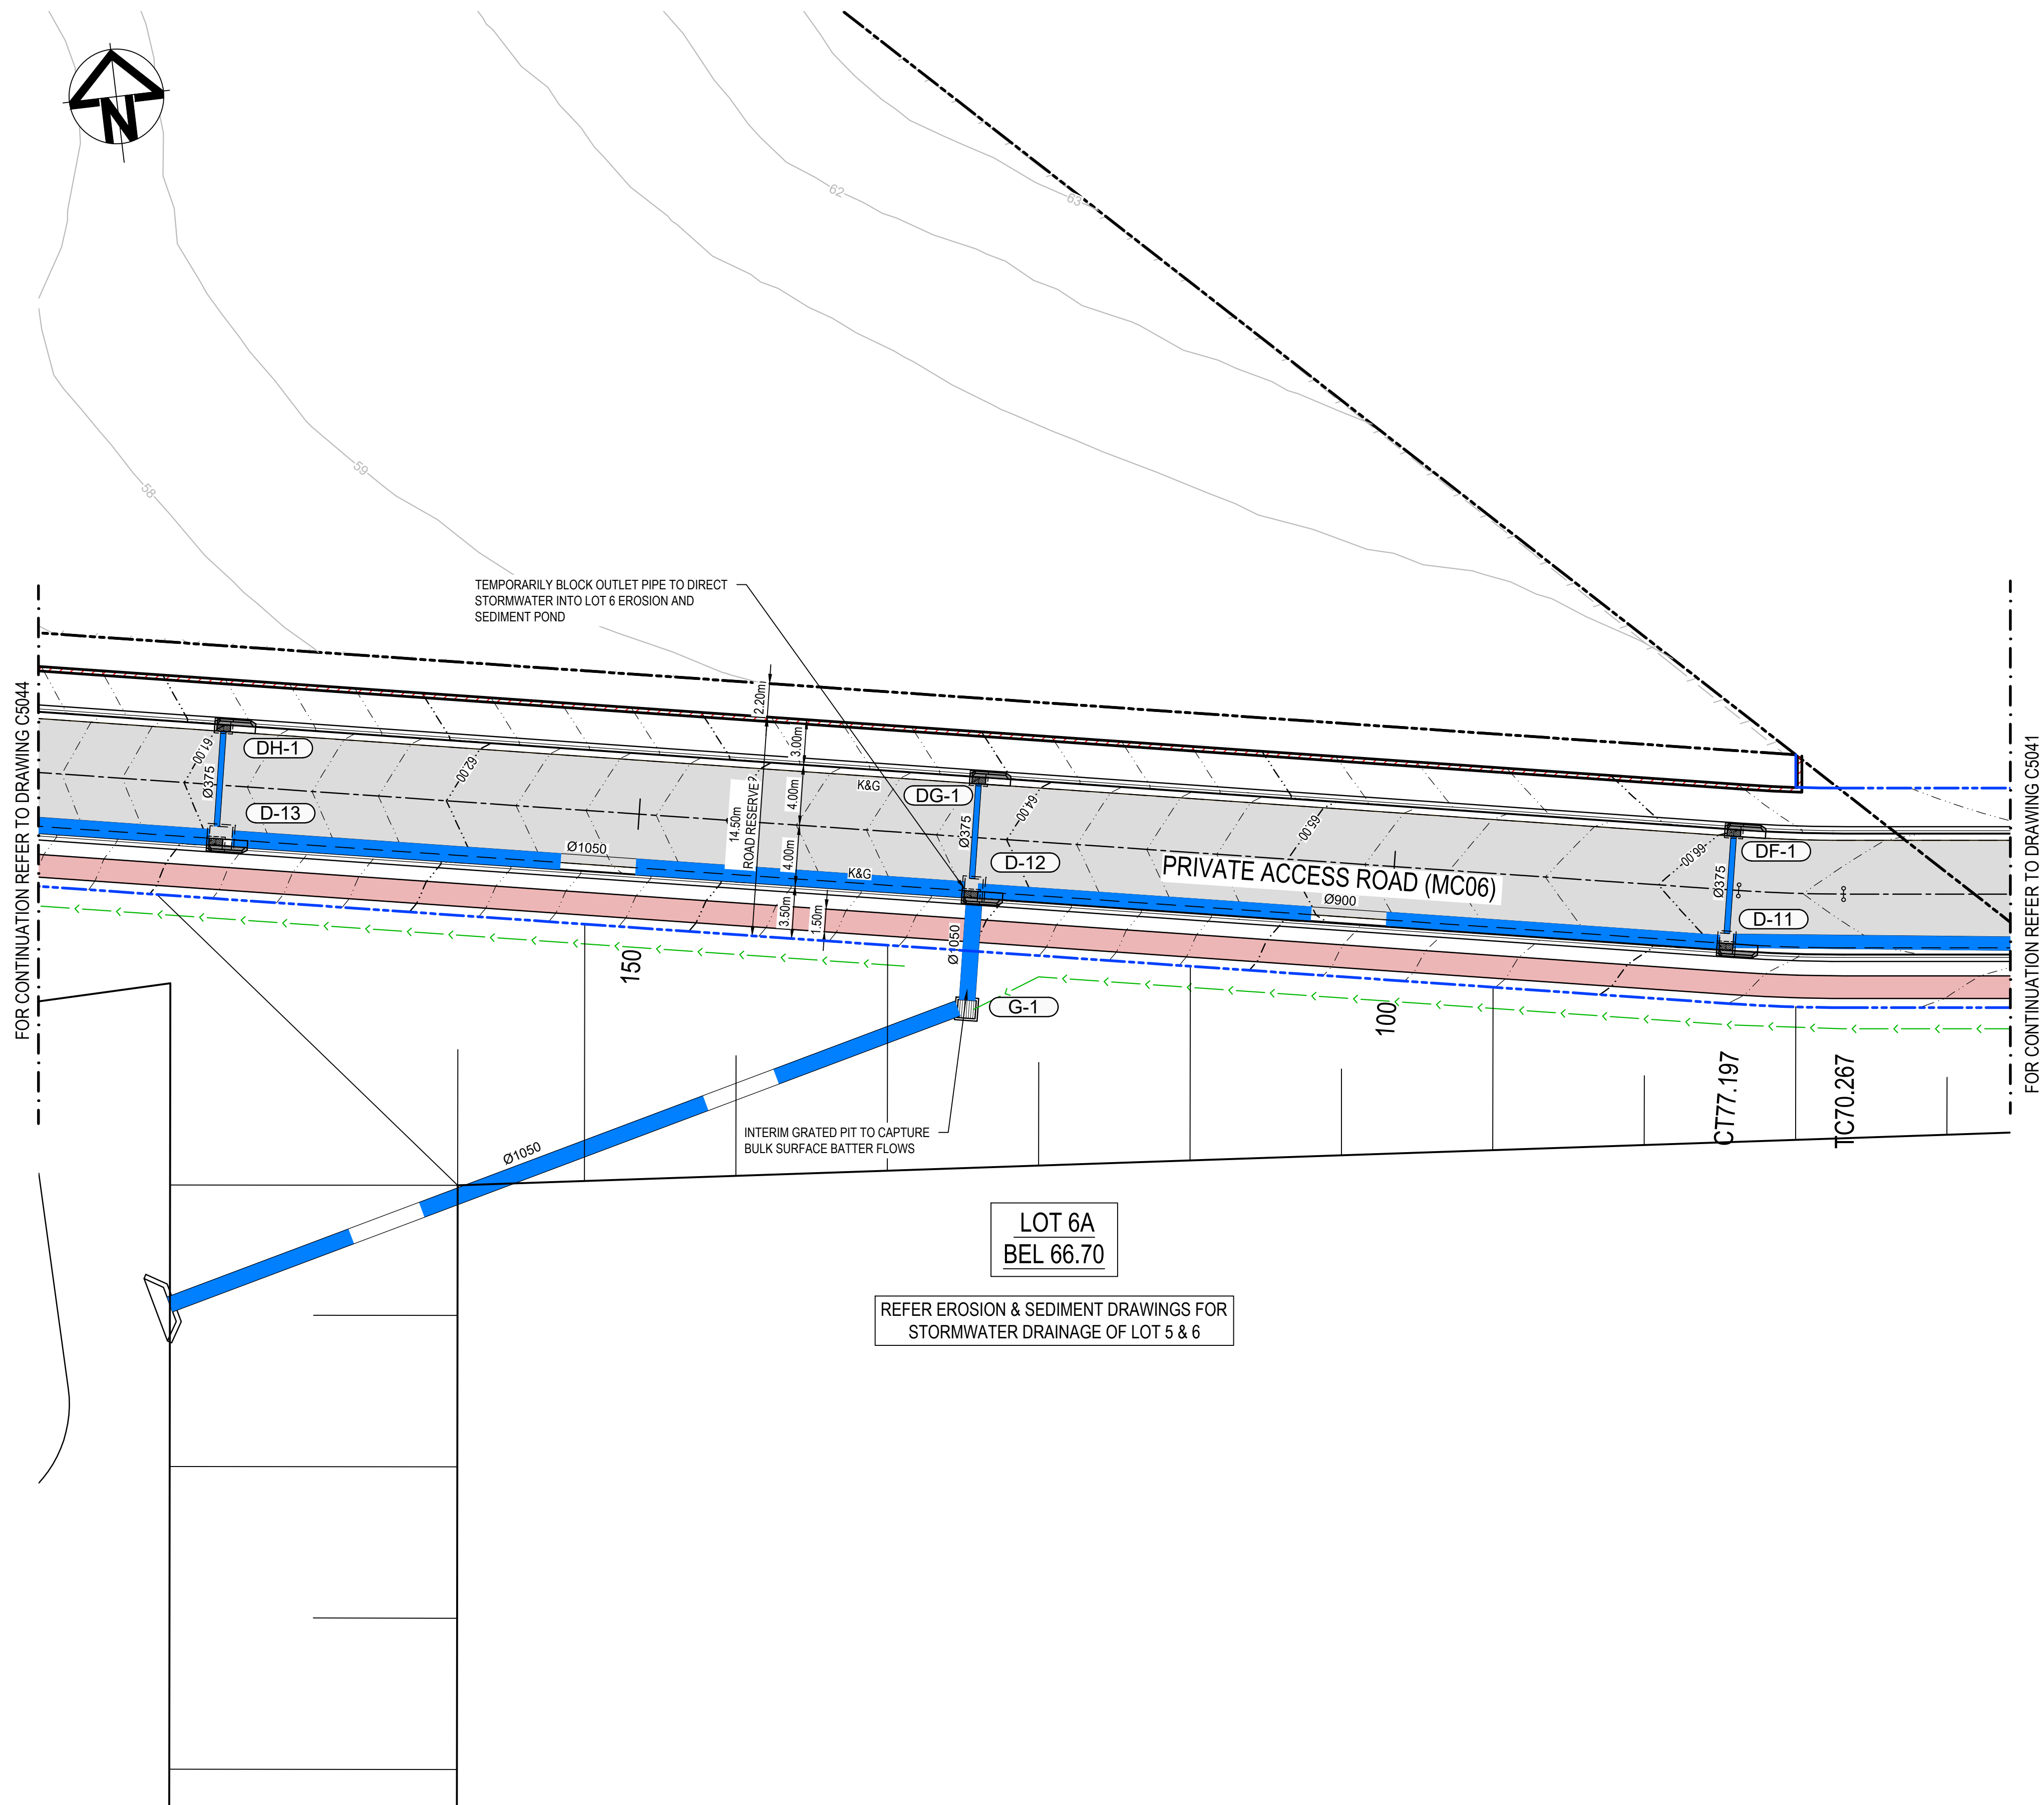 N
62
63
59
58
TEMPORARILY BLOCK OUTLET PIPE TO DIRECT
STORMWATER INTO LOT 6 EROSION AND
SEDIMENT POND
FOR CONTINUATION REFER TO DRAWING C5044
FOR CONTINUATION REFER TO DRAWING C5041
2.20m
3.00m
4.00m
14.50m
ROAD RESERVE
4.00m
3.50m
1.50m
61.00
62.00
64.00
65.00
66.00
DH-1
Ø375
D-13
Ø1050
K&G
K&G
DG-1
Ø375
D-12
PRIVATE ACCESS ROAD (MC06)
Ø900
DF-1
Ø375
D-11
Ø1050
G-1
150
100
CT77.197
TC70.267
INTERIM GRATED PIT TO CAPTURE
BULK SURFACE BATTER FLOWS
Ø1050
LOT 6A
BEL 66.70
REFER EROSION & SEDIMENT DRAWINGS FOR
STORMWATER DRAINAGE OF LOT 5 & 6